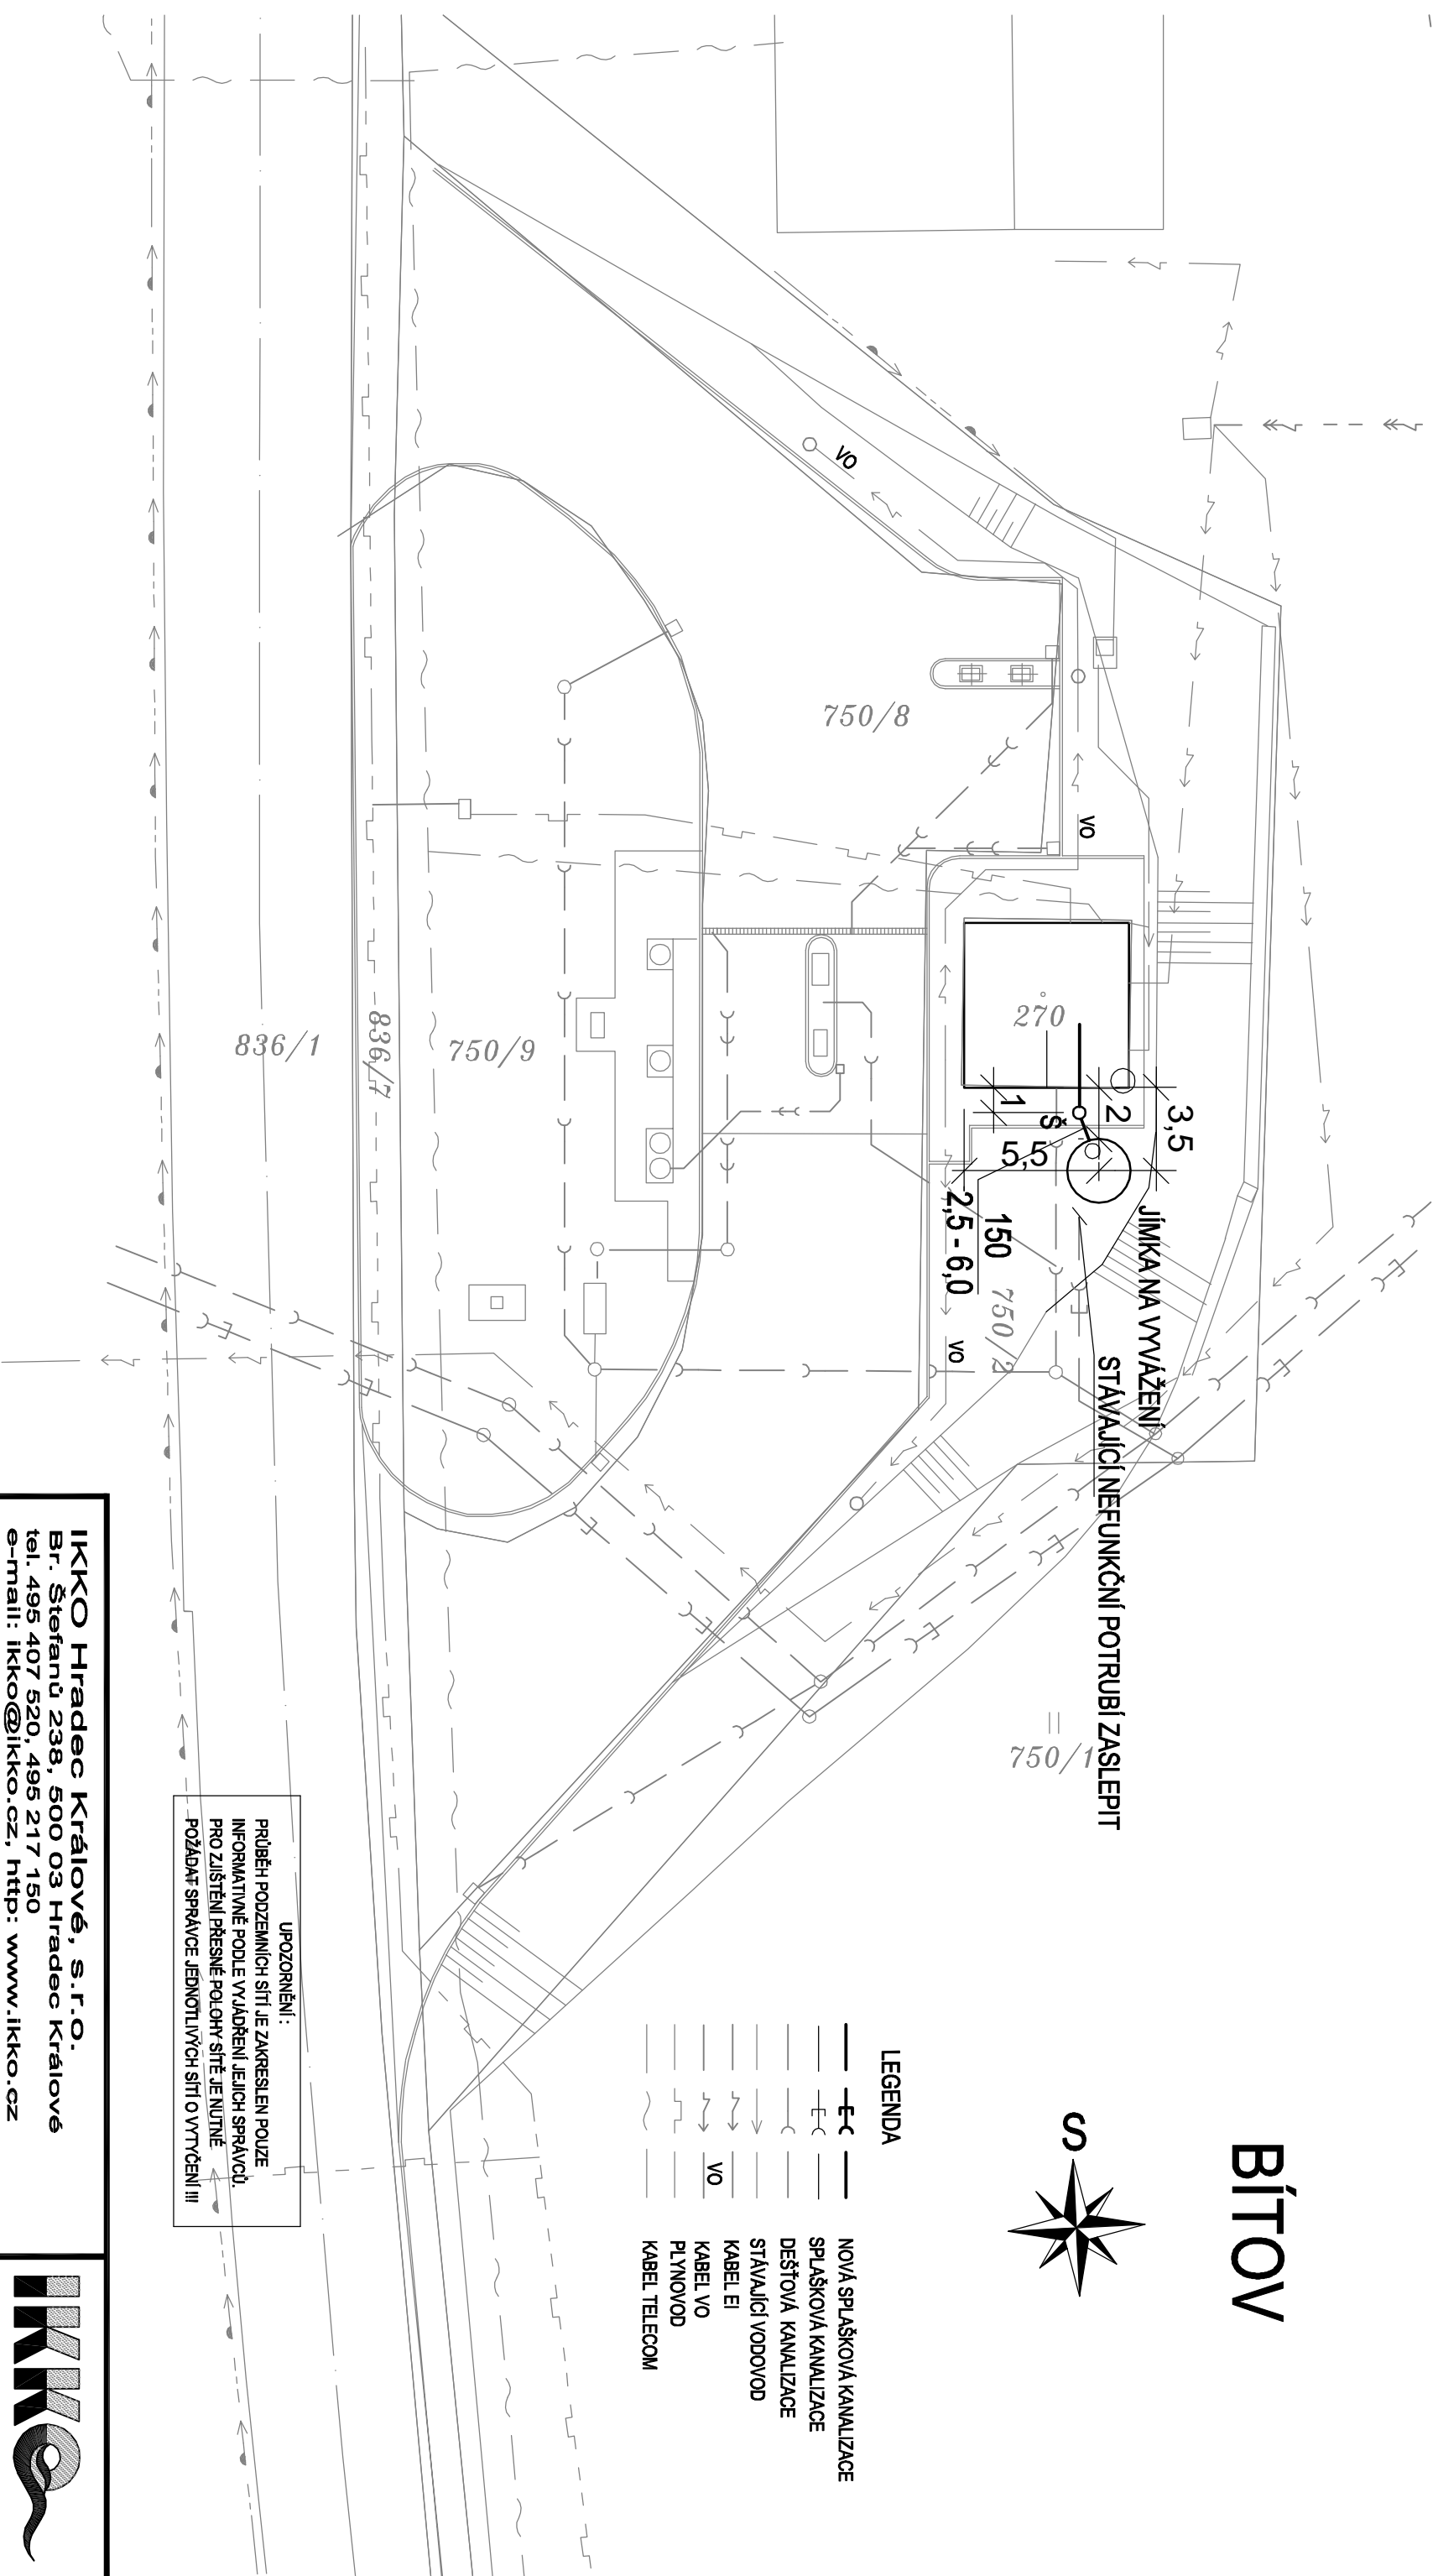 BÍTOV
S
LEGENDA
NOVÁ SPLAŠKOVÁ KANALIZACE
SPLAŠKOVÁ KANALIZACE
DEŠŤOVÁ KANALIZACE
STÁVAJÍCÍ VODOVOD
KABEL El
VO KABEL VO
PLYNOVOD
KABEL TELECOM
JÍMKA NA VYVÁŽENÍ
STÁVAJÍCÍ NEFUNKČNÍ POTRUBÍ ZASLEPIT
3,5
2
1
Š
5,5
150
2,5 - 6,0
VO
VO
VO
270
750/8
750/2
750/1
750/9
836/7
836/1
UPOZORNĚNÍ :
PRŮBĚH PODZEMNÍCH SÍTÍ JE ZAKRESLEN POUZE
INFORMATIVNĚ PODLE VYJÁDŘENÍ JEJICH SPRÁVCŮ.
PRO ZJIŠTĚNÍ PŘESNÉ POLOHY SÍTĚ JE NUTNÉ
POŽÁDAT SPRÁVCE JEDNOTLIVÝCH SÍTÍ O VYTYČENÍ !!!
IKKO Hradec Králové, s.r.o.
Br. Štefanů 238, 500 03 Hradec Králové
tel. 495 407 520, 495 217 150
e-mail: ikko@ikko.cz, http: www.ikko.cz
IKKO